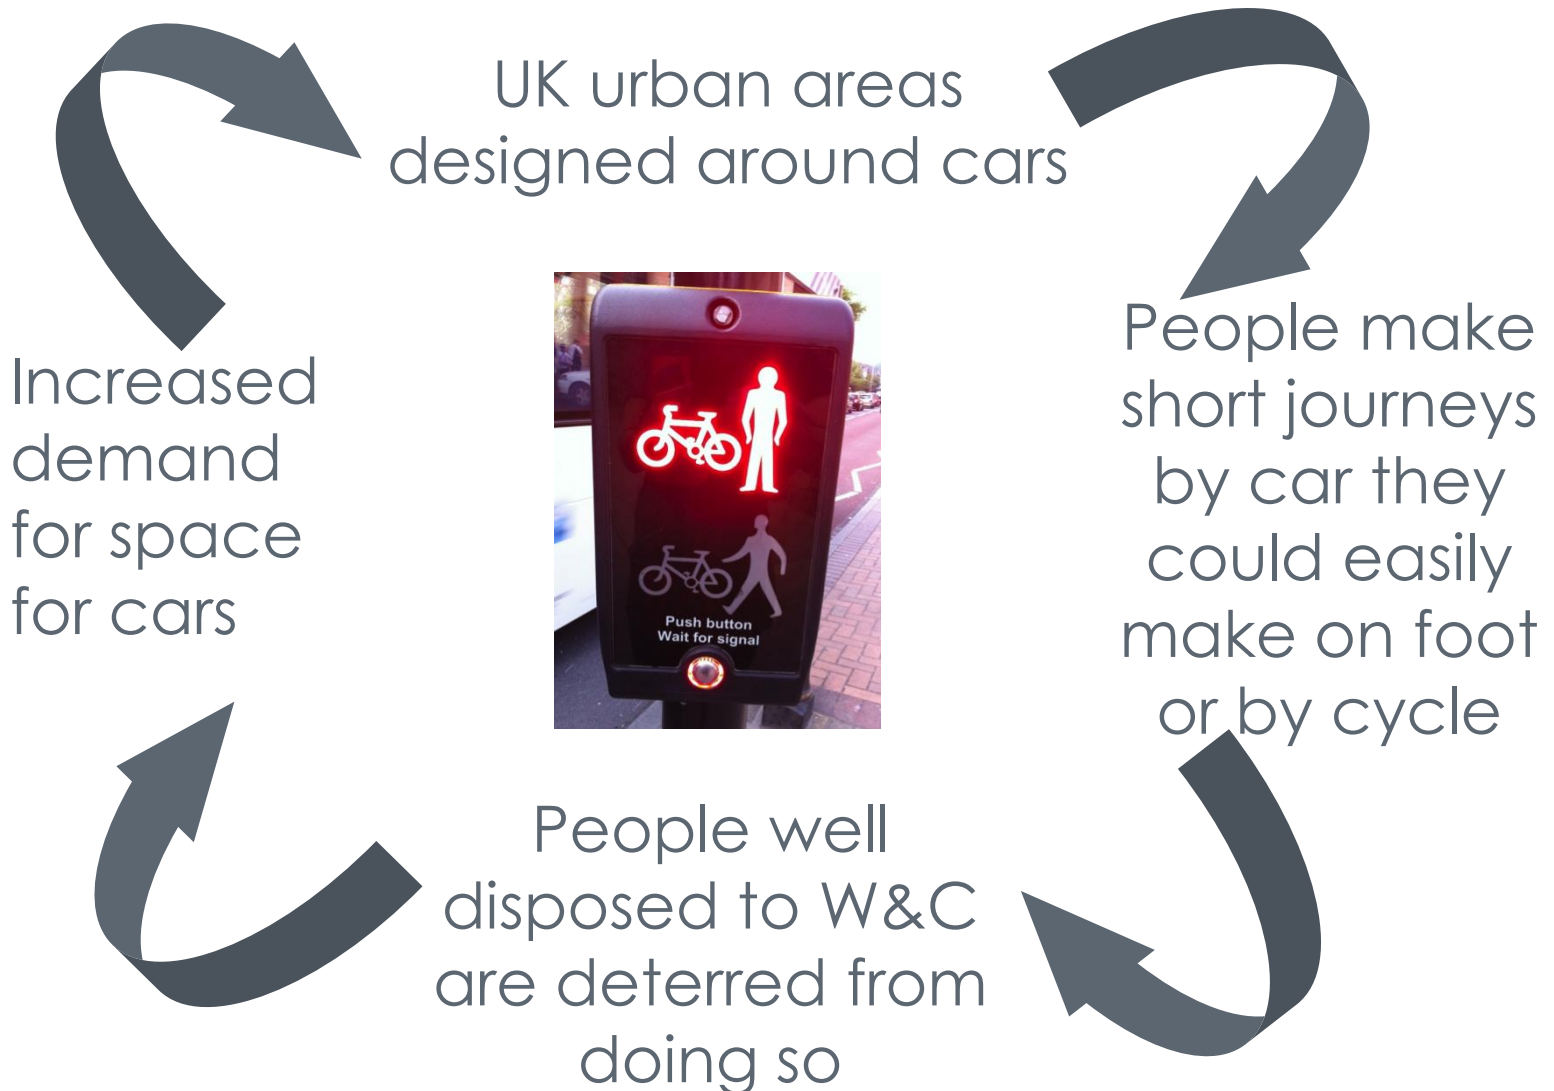 UK urban areas
designed around cars
People make
short journeys
by car they
could easily
make on foot
or by cycle
People well
disposed to W&C
are deterred from
doing so
Increased
demand
for space
for cars
Push button
Wait for signal